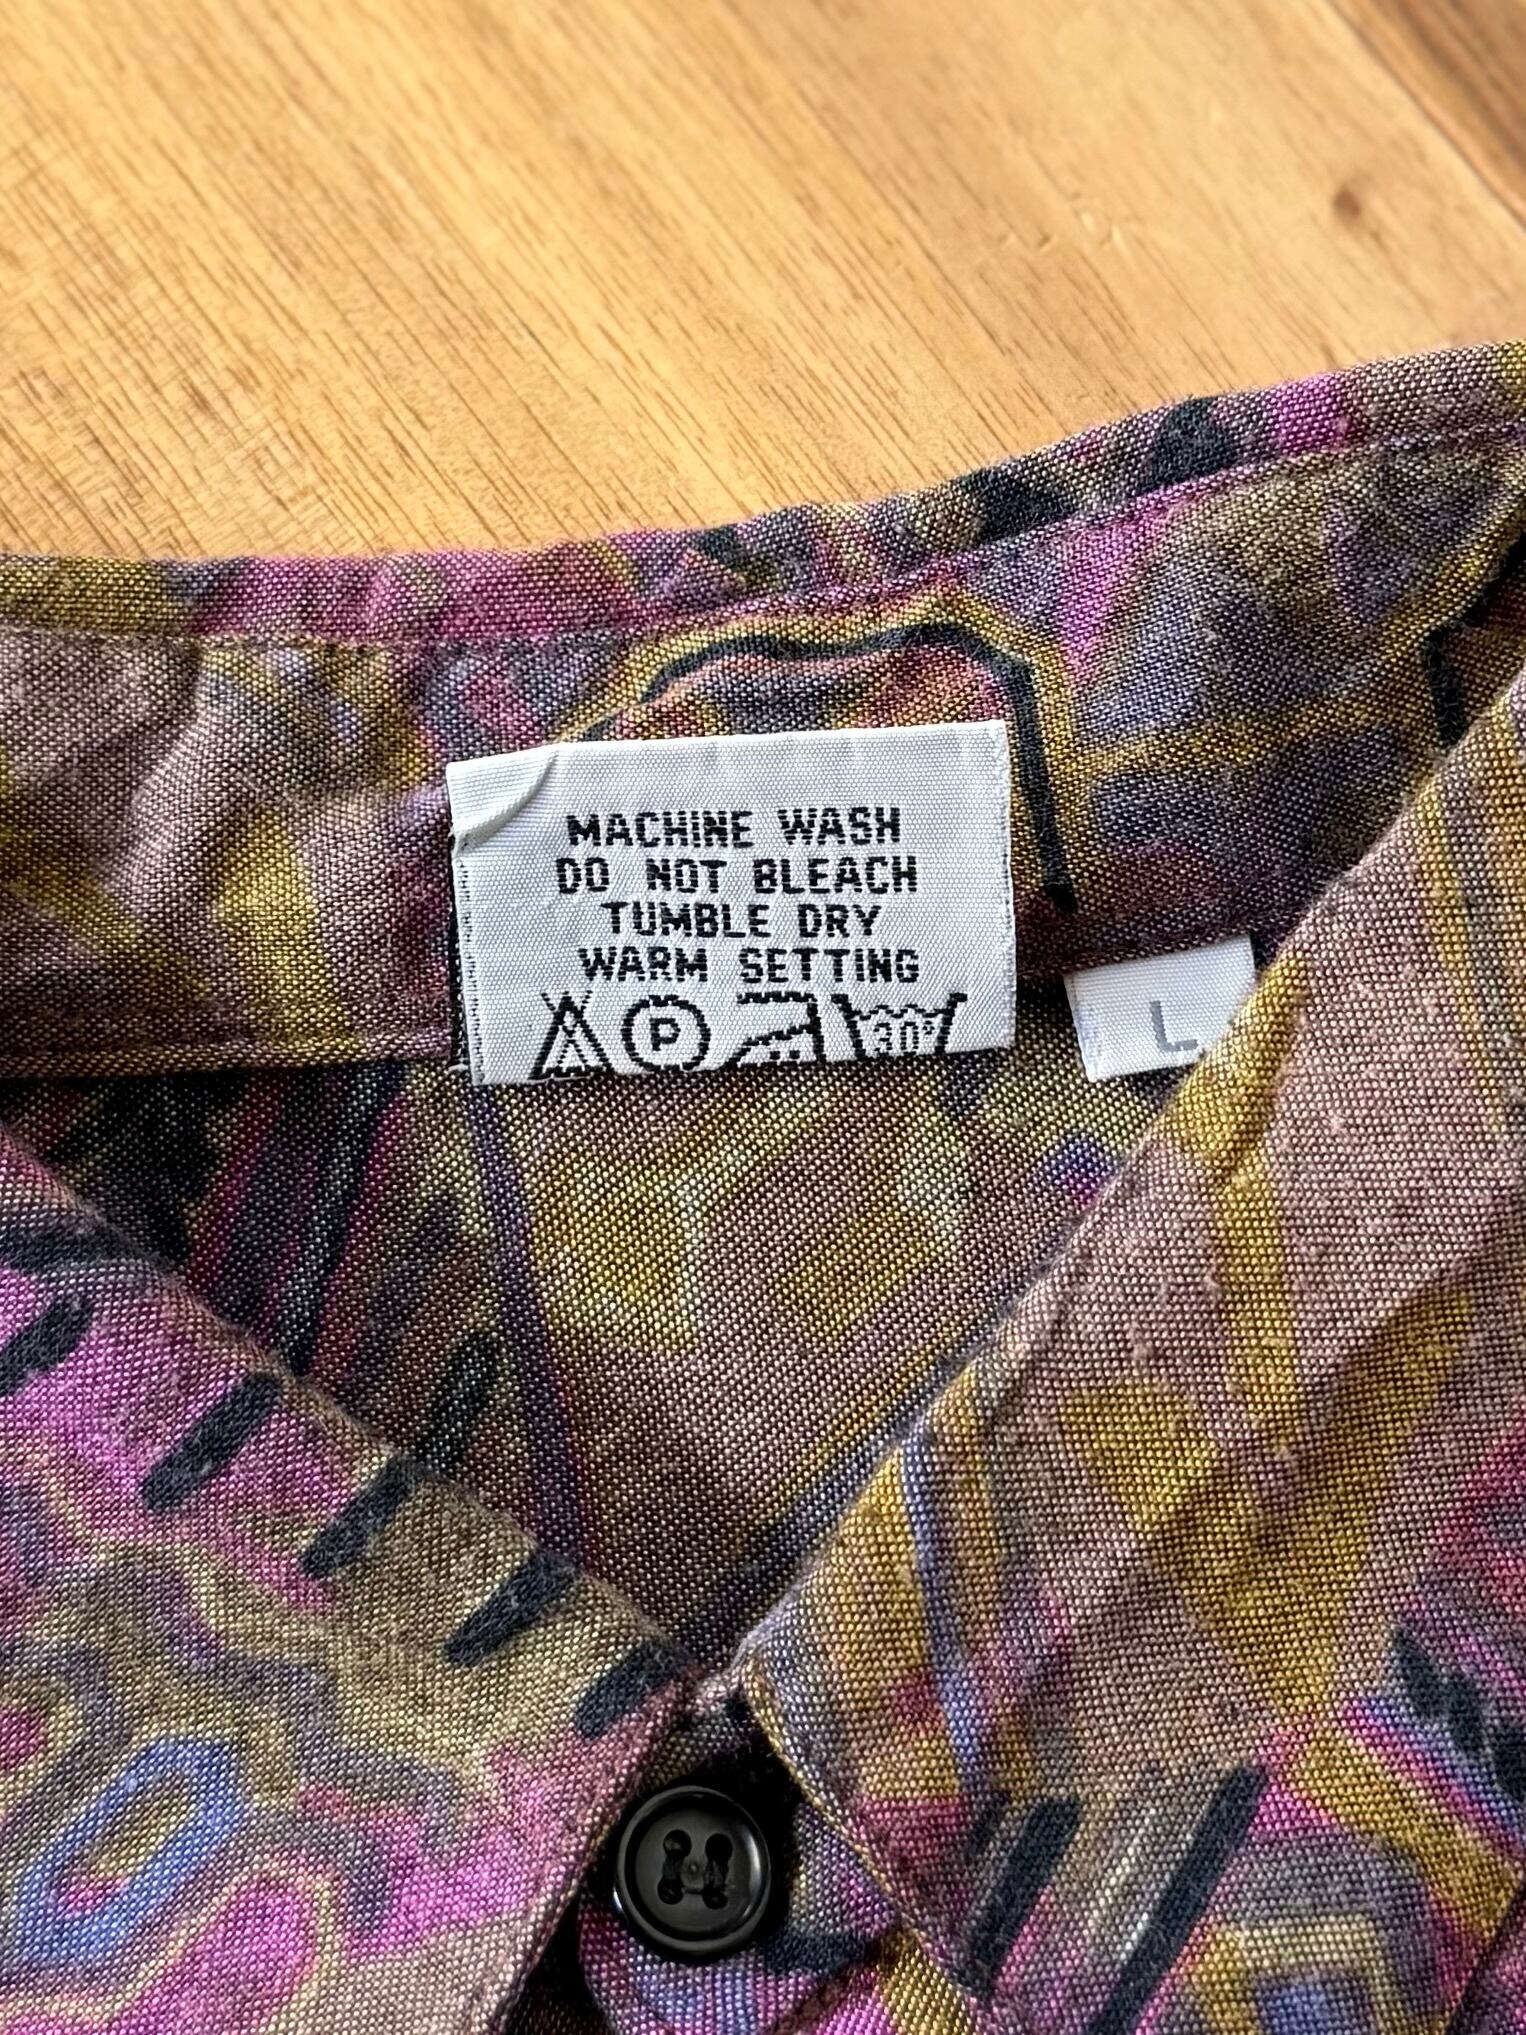 MACHINE WASH
DO NOT BLEACH
TUMBLE DRY
WARM SETTING
P 30°
L